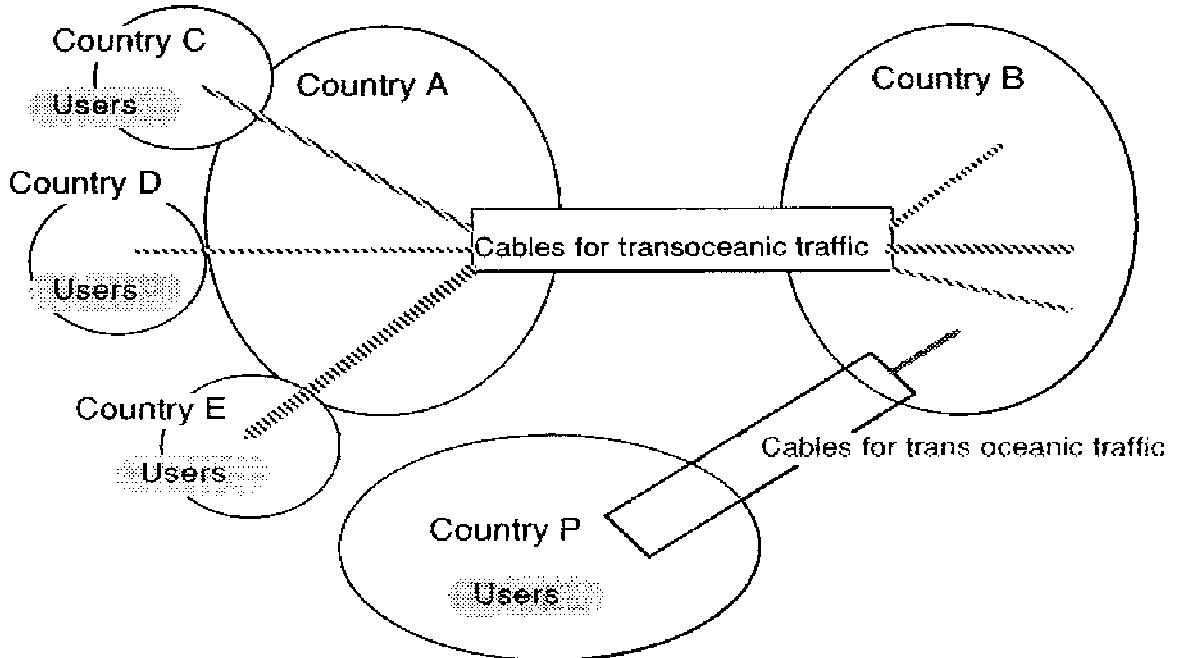 Country C
Users
Country A
Country B
Country D
Users
Cables for transoceanic traffic
Country E
Users
Cables for trans oceanic traffic
Country P
Users